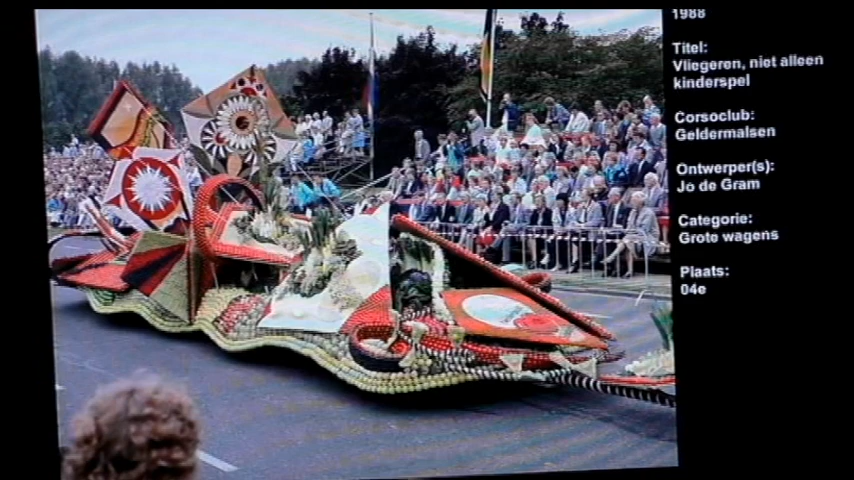 1988
Titel:
Vliegeren, niet alleen
kinderspel
Corsoclub:
Geldermalsen
Ontwerper(s):
Jo de Gram
Categorie:
Grote wagens
Plaats:
04e